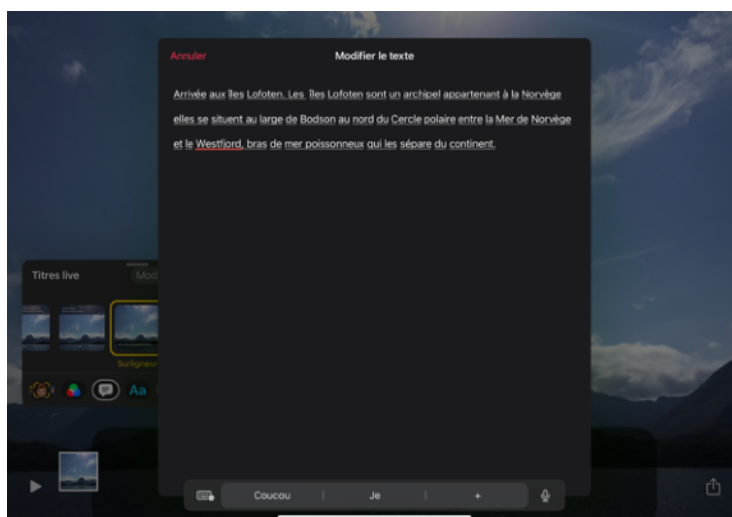 Annuler
Modifier le texte
Arrivée aux îles Lofoten. Les îles Lofoten sont un archipel appartenant à la Norvège
elles se situent au large de Bodson au nord du Cercle polaire entre la Mer de Norvège
et le Westfjord, bras de mer poissonneux qui les sépare du continent.
Titres live
Mod
Surligneur
Aa
Coucou
Je
+